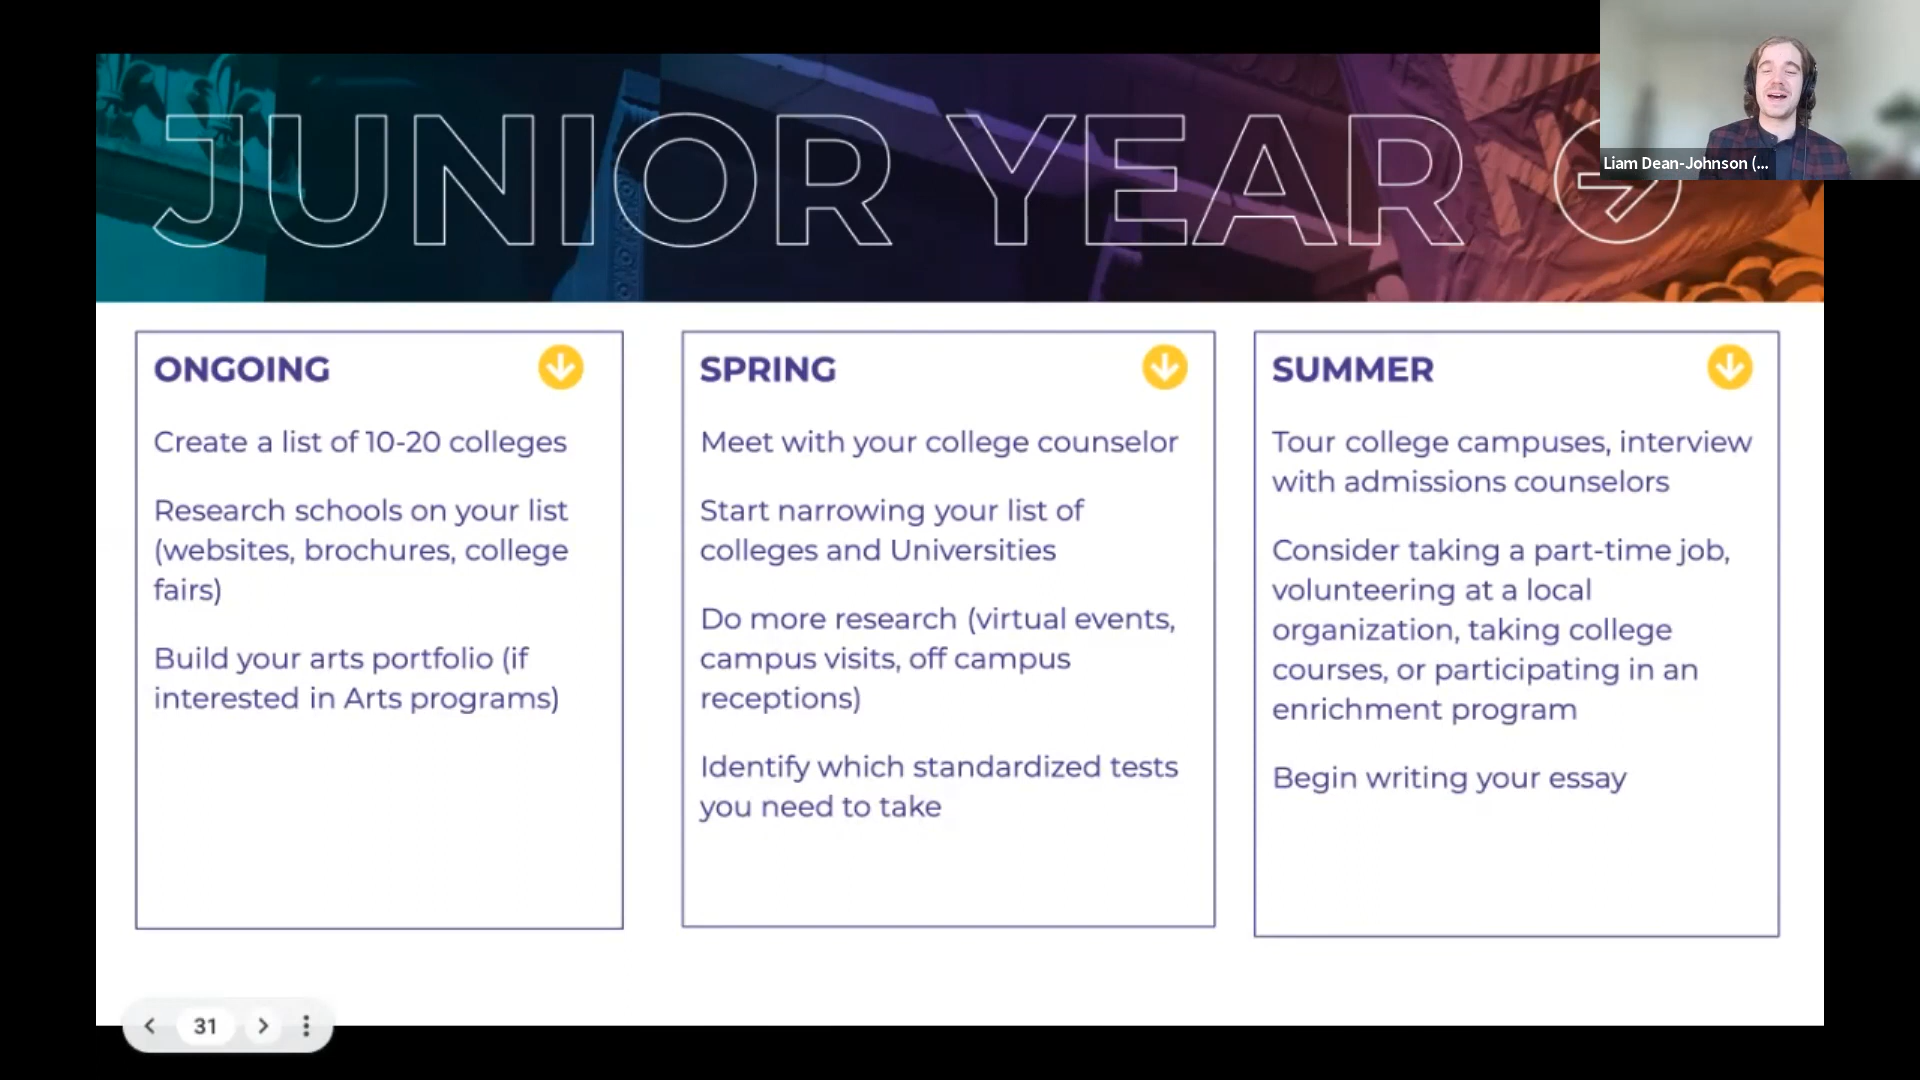 JUNIOR YEAR
Liam Dean-Johnson (...
ONGOING
Create a list of 10-20 colleges
Research schools on your list
(websites, brochures, college
fairs)
Build your arts portfolio (if
interested in Arts programs)
SPRING
Meet with your college counselor
Start narrowing your list of
colleges and Universities
Do more research (virtual events,
campus visits, off campus
receptions)
Identify which standardized tests
you need to take
SUMMER
Tour college campuses, interview
with admissions counselors
Consider taking a part-time job,
volunteering at a local
organization, taking college
courses, or participating in an
enrichment program
Begin writing your essay
31